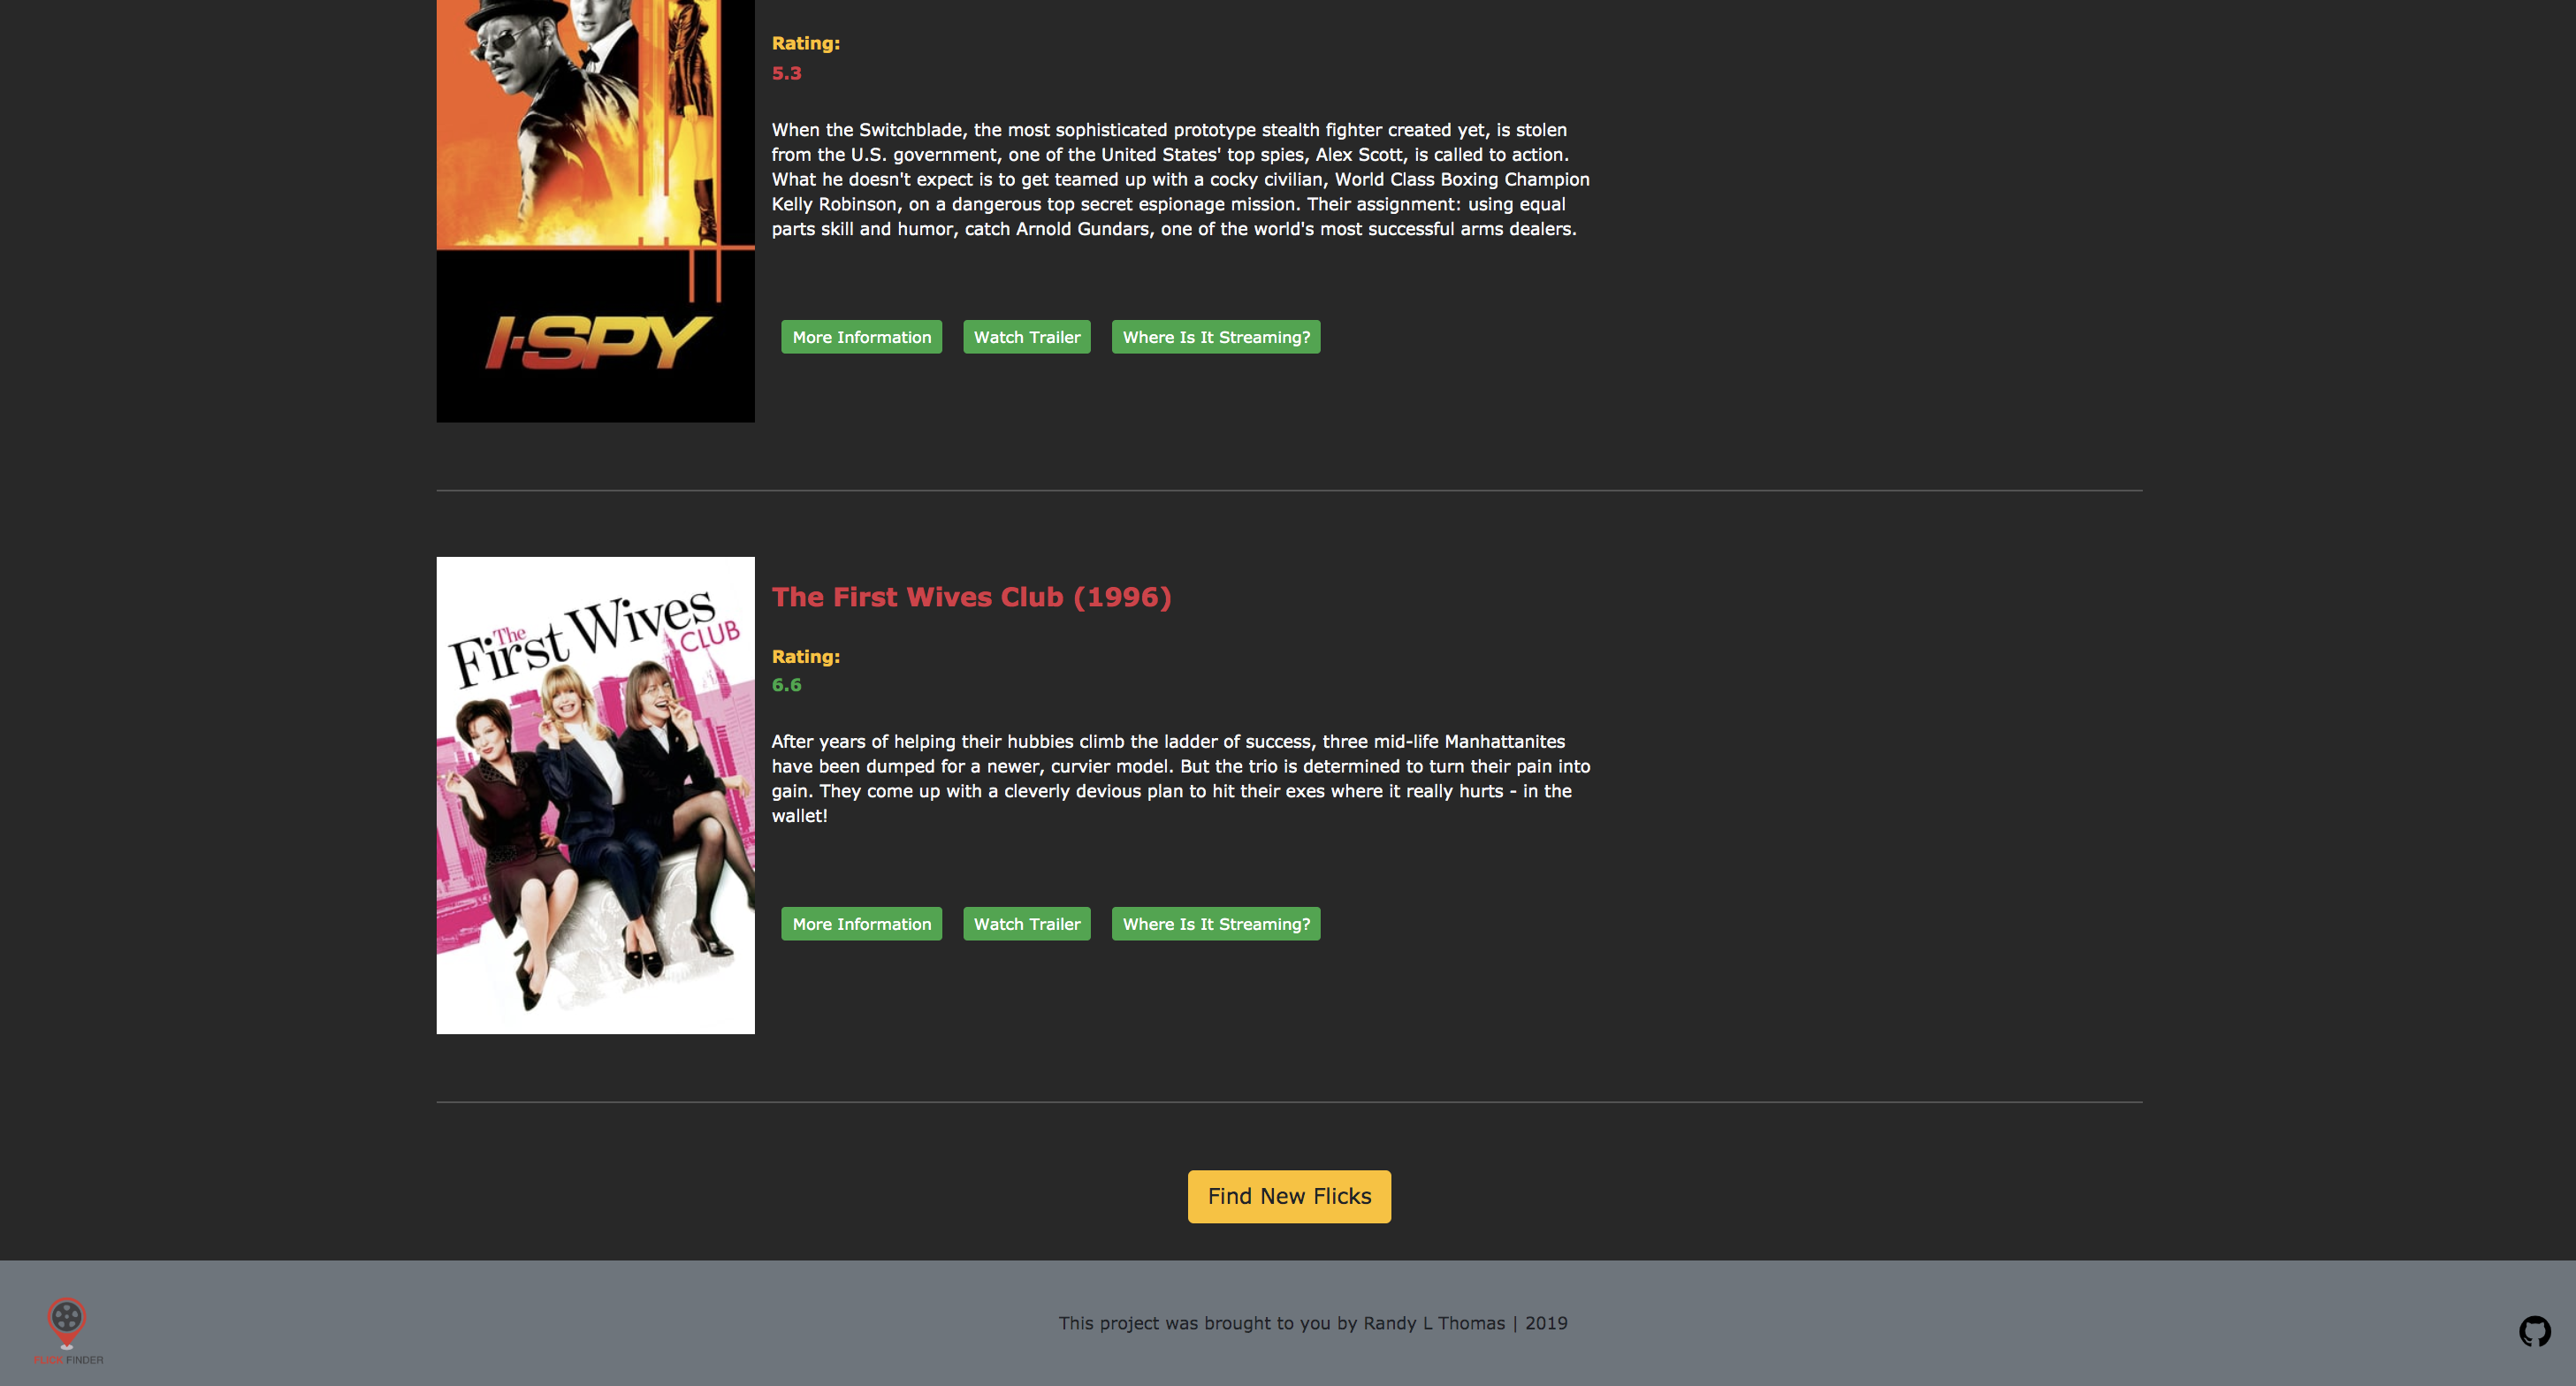 Rating:
5.3
When the Switchblade, the most sophisticated prototype stealth fighter created yet, is stolen
from the U.S. government, one of the United States' top spies, Alex Scott, is called to action.
What he doesn't expect is to get teamed up with a cocky civilian, World Class Boxing Champion
Kelly Robinson, on a dangerous top secret espionage mission. Their assignment: using equal
parts skill and humor, catch Arnold Gundars, one of the world's most successful arms dealers.
I-SPY
More Information
Watch Trailer
Where Is It Streaming?
The First Wives CLUB
The First Wives Club (1996)
Rating:
6.6
After years of helping their hubbies climb the ladder of success, three mid-life Manhattanites
have been dumped for a newer, curvier model. But the trio is determined to turn their pain into
gain. They come up with a cleverly devious plan to hit their exes where it really hurts - in the
wallet!
More Information
Watch Trailer
Where Is It Streaming?
Find New Flicks
FLICK FINDER
This project was brought to you by Randy L Thomas | 2019